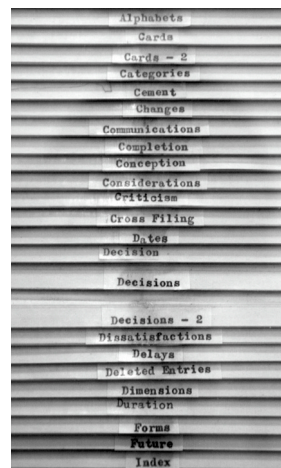 Alphabets
Cards
Cards - 2
Categories
Cement
Changes
Communications
Completion
Conception
Considerations
Criticism
Cross Filing
Dates
Decision
Decisions
Decisions - 2
Dissatisfactions
Delays
Deleted Entries
Dimensions
Duration
Forms
Future
Index